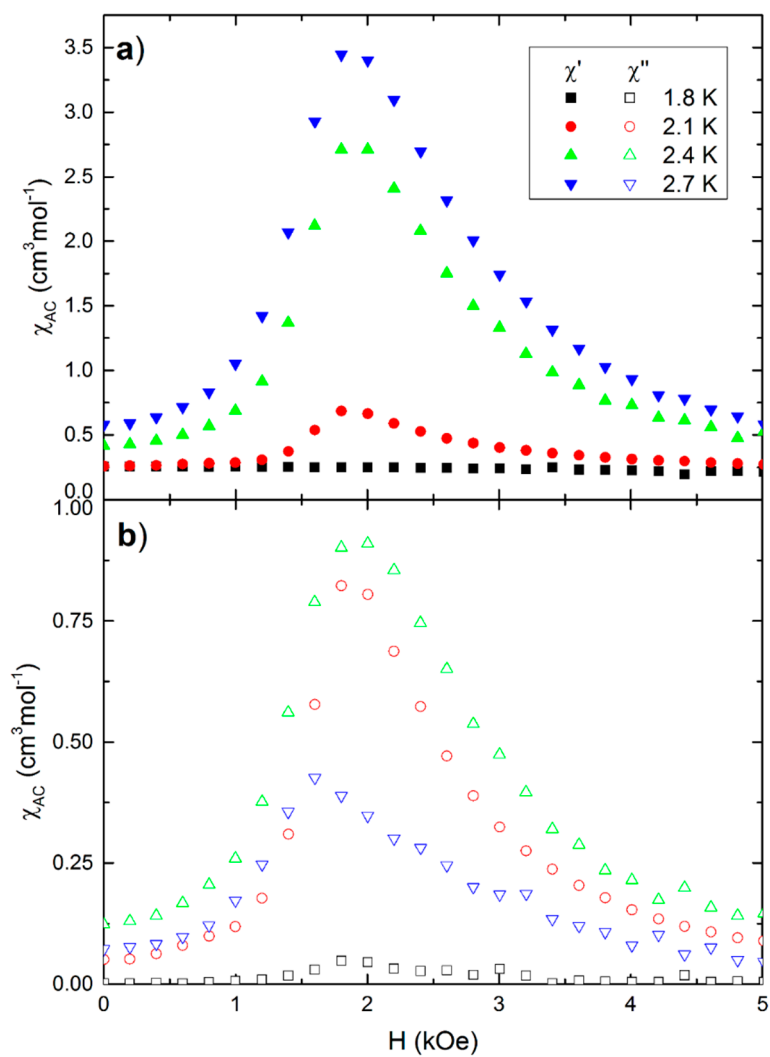 a)
χ' χ''
1.8 K
2.1 K
2.4 K
2.7 K
3.5
3.0
2.5
2.0
1.5
1.0
0.5
0.0
χAC (cm³mol⁻¹)
b)
1.00
0.75
0.50
0.25
0.00
χAC (cm³mol⁻¹)
0 1 2 3 4 5
H (kOe)